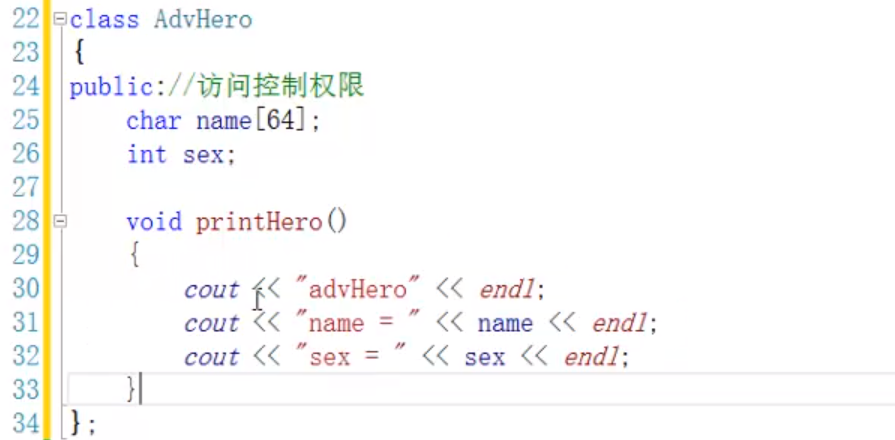 22 class AdvHero
23 {
24 public://访问控制权限
25     char name[64];
26     int sex;
27
28     void printHero()
29     {
30         cout << "advHero" << endl;
31         cout << "name = " << name << endl;
32         cout << "sex = " << sex << endl;
33     }
34 };